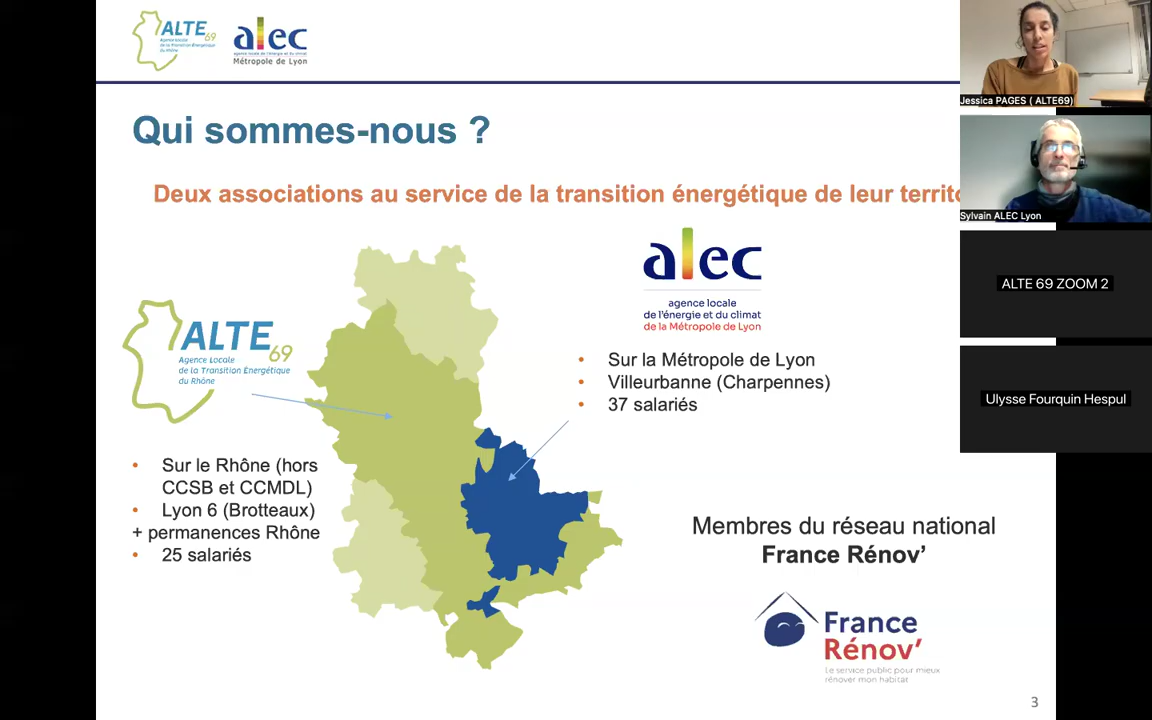 ALTE 69
Agence Locale
de la Transition Énergétique
du Rhône
alec
agence locale de l'énergie et du climat
Métropole de Lyon
Jessica PAGES ( ALTE69)
Qui sommes-nous ?
Deux associations au service de la transition énergétique de leur territo
Sylvain ALEC Lyon
ALTE 69 ZOOM 2
Ulysse Fourquin Hespul
alec
agence locale
de l'énergie et du climat
de la Métropole de Lyon
ALTE 69
Agence Locale
de la Transition Énergétique
du Rhône
• Sur la Métropole de Lyon
• Villeurbanne (Charpennes)
• 37 salariés
• Sur le Rhône (hors
CCSB et CCMDL)
• Lyon 6 (Brotteaux)
+ permanences Rhône
• 25 salariés
Membres du réseau national
France Rénov’
France
Rénov’
Le service public pour mieux
rénover mon habitat
3